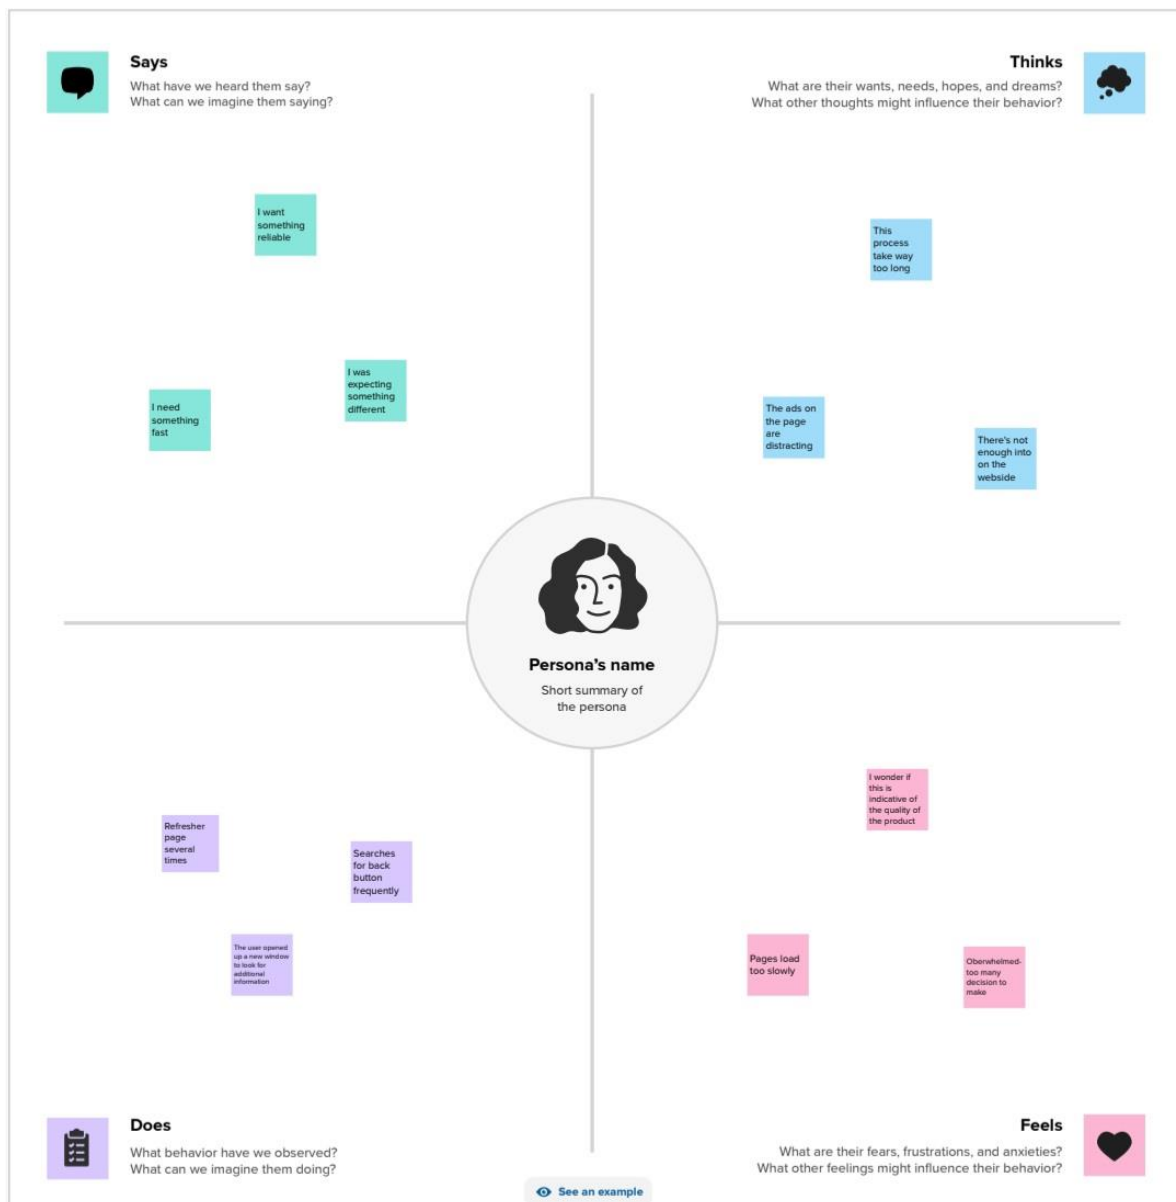 Says
What have we heard them say?
What can we imagine them saying?
Thinks
What are their wants, needs, hopes, and dreams?
What other thoughts might influence their behavior?
I want
something
reliable
I need
something
fast
I was
expecting
something
different
This
process
take way
too long
The ads on
the page
are
distracting
There's not
enough into
on the
webside
Persona's name
Short summary of
the persona
Refresher
page
several
times
Searches
for back
button
frequently
The user opened
up a new window
to look for
additional
information
I wonder if
this is
indicative of
the quality of
the product
Pages load
too slowly
Oberwhelmed-
too many
decision to
make
Does
What behavior have we observed?
What can we imagine them doing?
Feels
What are their fears, frustrations, and anxieties?
What other feelings might influence their behavior?
See an example